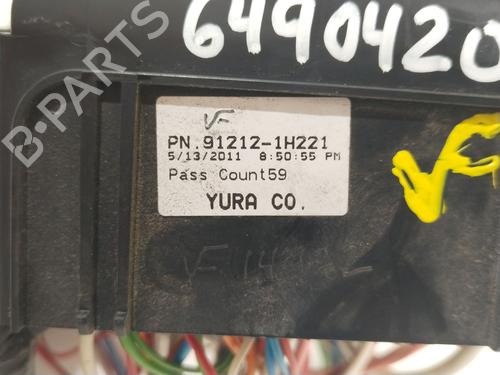 6490420
PN.91212-1H221
5/13/2011 8:50:55 PM
Pass Count59
YURA CO.
B-PARTS